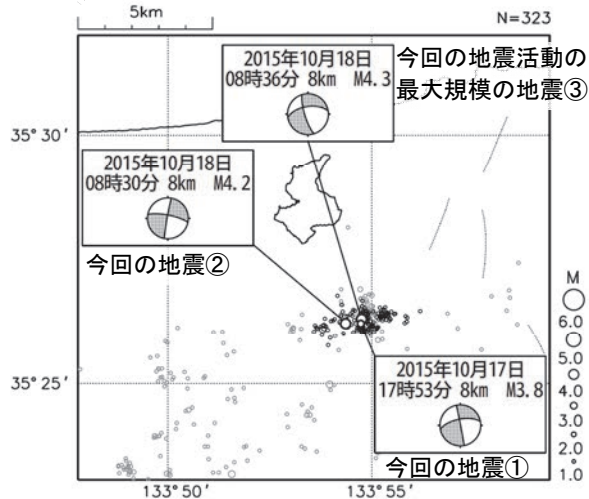 5km
N=323
2015年10月18日
08時36分 8km M4.3
今回の地震活動の
最大規模の地震③
35°30′
2015年10月18日
08時30分 8km M4.2
今回の地震②
M
6.0
5.0
4.0
3.0
2.0
1.0
35°25′
2015年10月17日
17時53分 8km M3.8
今回の地震①
133°50′
133°55′